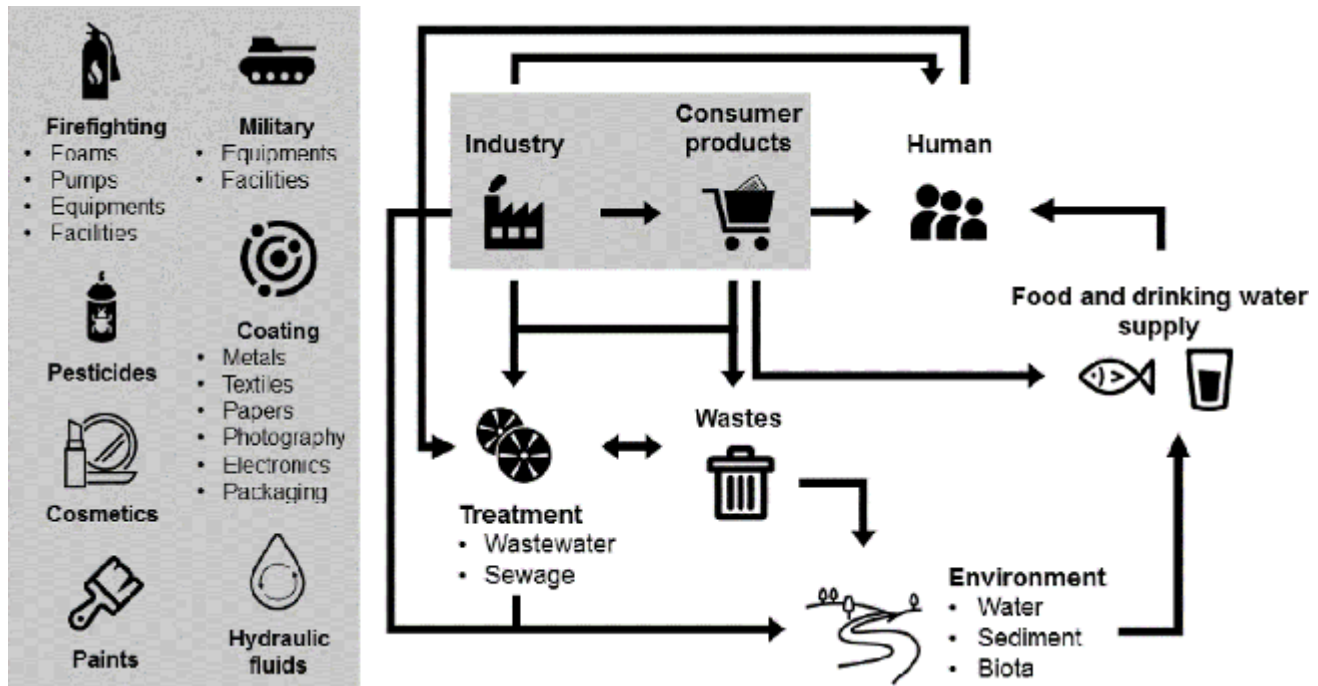 Firefighting
• Foams
• Pumps
• Equipments
• Facilities
Pesticides
Cosmetics
Paints
Military
• Equipments
• Facilities
Coating
• Metals
• Textiles
• Papers
• Photography
• Electronics
• Packaging
Hydraulic
fluids
Industry
Consumer
products
Human
Food and drinking water
supply
Wastes
Treatment
• Wastewater
• Sewage
Environment
• Water
• Sediment
• Biota